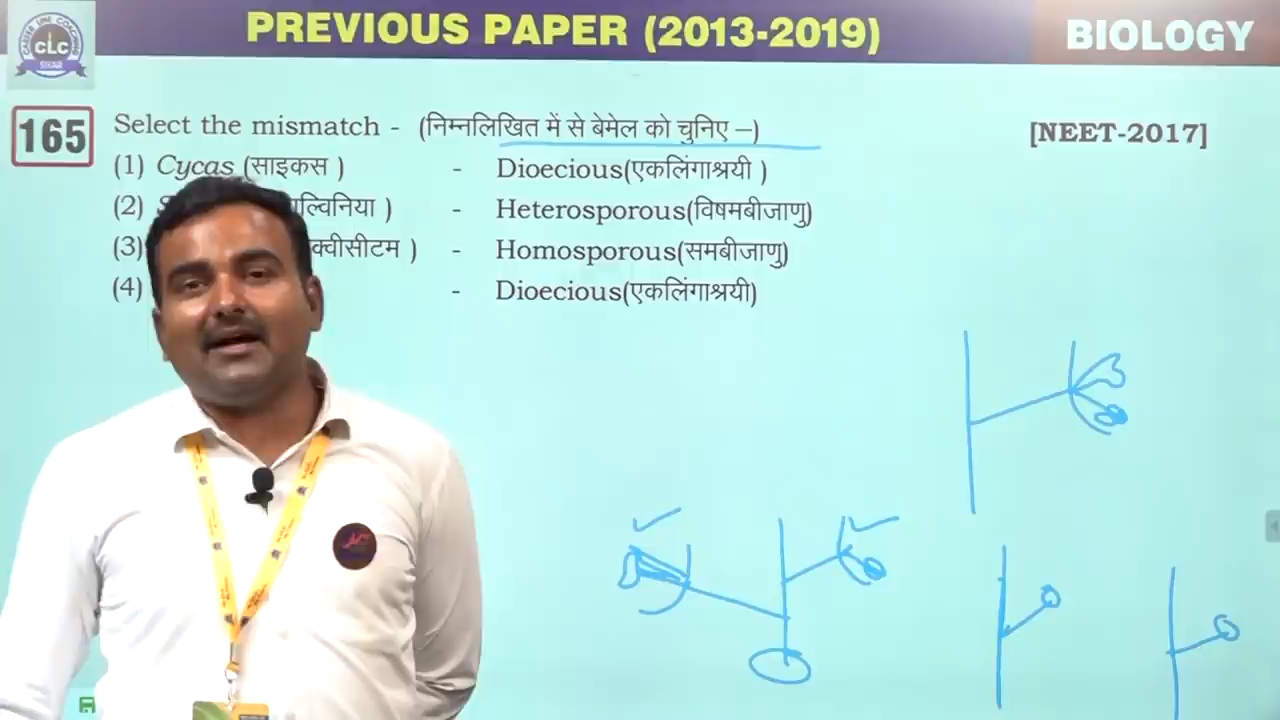 PREVIOUS PAPER (2013-2019)
BIOLOGY
CLC
165 Select the mismatch - (निम्नलिखित में से बेमेल को चुनिए –) [NEET-2017]
(1) Cycas (साइकस ) - Dioecious(एकलिंगाश्रयी )
(2) - Heterosporous(विषमबीजाणु)
(3) - Homosporous(समबीजाणु)
(4) - Dioecious(एकलिंगाश्रयी)